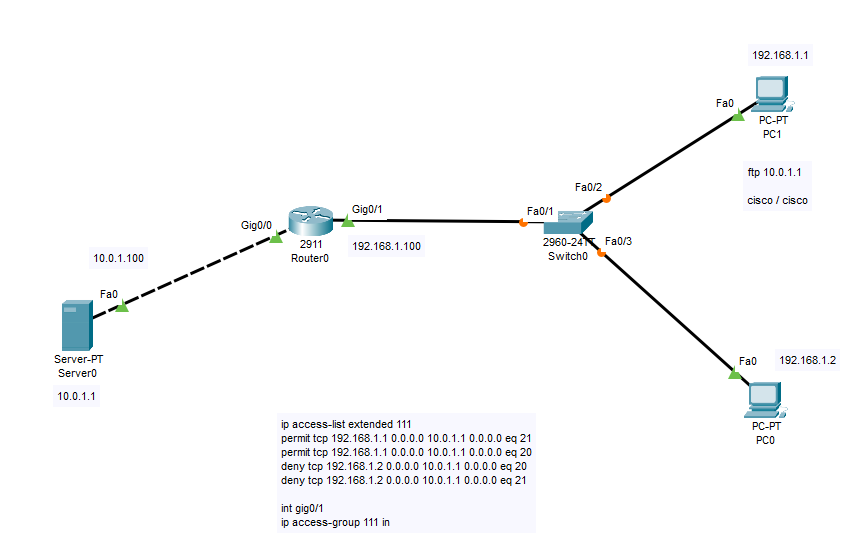 192.168.1.1
Fa0
PC-PT
PC1
Fa0/2
ftp 10.0.1.1
cisco / cisco
Gig0/1
Fa0/1
Gig0/0
2911
Router0
192.168.1.100
2960-24TT
Switch0
Fa0/3
10.0.1.100
Fa0
Server-PT
Server0
10.0.1.1
Fa0
192.168.1.2
PC-PT
PC0
ip access-list extended 111
permit tcp 192.168.1.1 0.0.0.0 10.0.1.1 0.0.0.0 eq 21
permit tcp 192.168.1.1 0.0.0.0 10.0.1.1 0.0.0.0 eq 20
deny tcp 192.168.1.2 0.0.0.0 10.0.1.1 0.0.0.0 eq 20
deny tcp 192.168.1.2 0.0.0.0 10.0.1.1 0.0.0.0 eq 21
int gig0/1
ip access-group 111 in